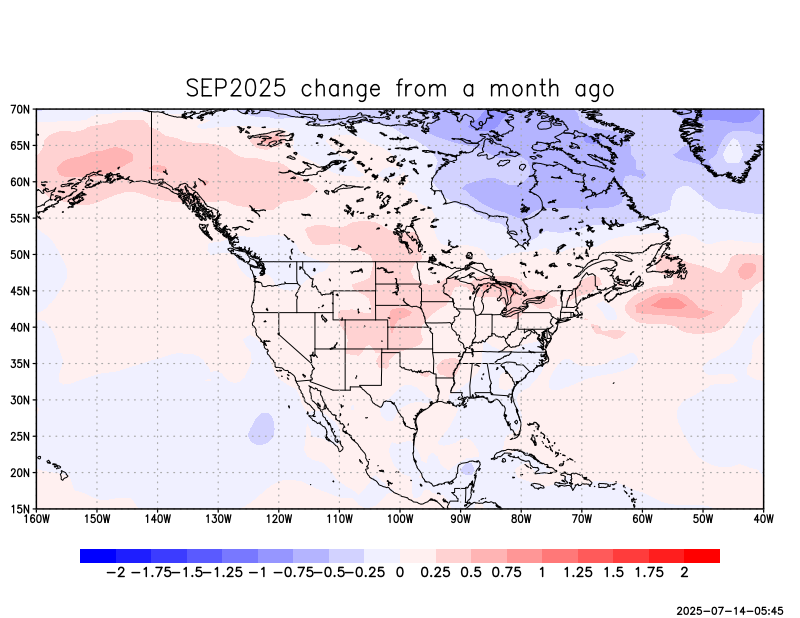 SEP2025 change from a month ago
70N
65N
60N
55N
50N
45N
40N
35N
30N
25N
20N
15N
160W 150W 140W 130W 120W 110W 100W 90W 80W 70W 60W 50W 40W
−2 −1.75 −1.5 −1.25 −1 −0.75 −0.5 −0.25 0 0.25 0.5 0.75 1 1.25 1.5 1.75 2
2025-07-14-05:45